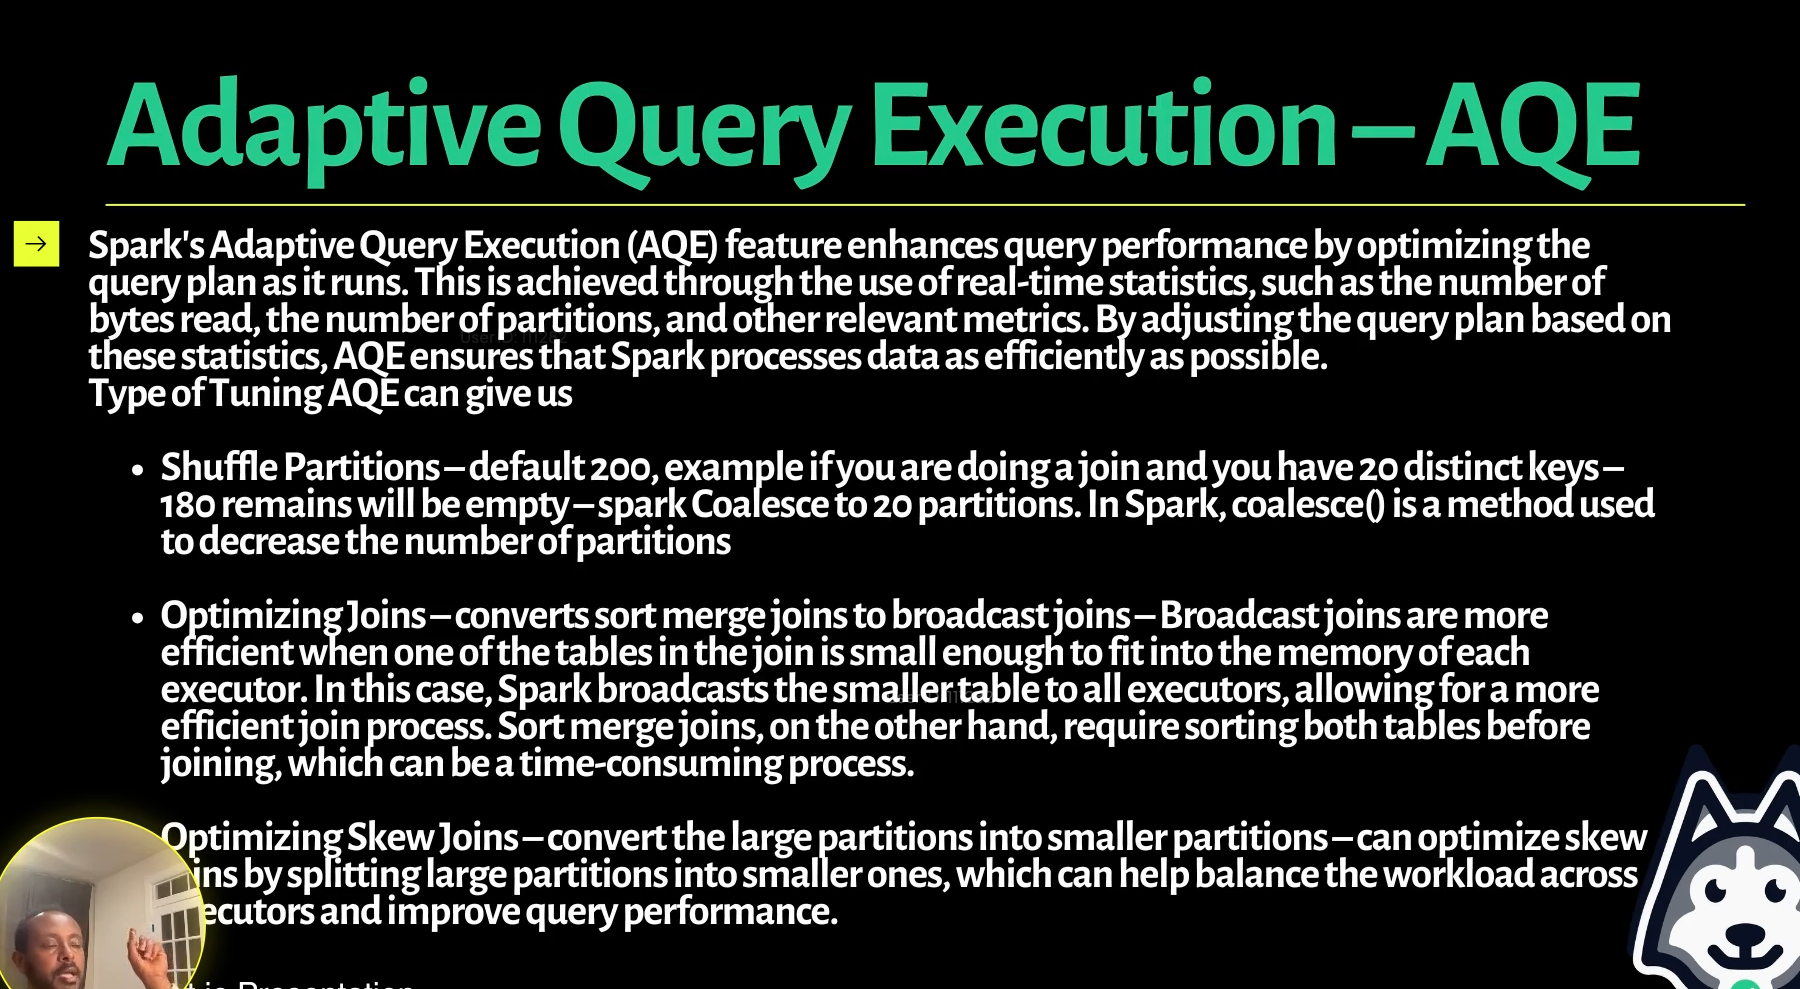 Adaptive Query Execution – AQE
Spark's Adaptive Query Execution (AQE) feature enhances query performance by optimizing the
query plan as it runs. This is achieved through the use of real-time statistics, such as the number of
bytes read, the number of partitions, and other relevant metrics. By adjusting the query plan based on
these statistics, AQE ensures that Spark processes data as efficiently as possible.
Type of Tuning AQE can give us
• Shuffle Partitions – default 200, example if you are doing a join and you have 20 distinct keys –
180 remains will be empty – spark Coalesce to 20 partitions. In Spark, coalesce() is a method used
to decrease the number of partitions
• Optimizing Joins – converts sort merge joins to broadcast joins – Broadcast joins are more
efficient when one of the tables in the join is small enough to fit into the memory of each
executor. In this case, Spark broadcasts the smaller table to all executors, allowing for a more
efficient join process. Sort merge joins, on the other hand, require sorting both tables before
joining, which can be a time-consuming process.
Optimizing Skew Joins – convert the large partitions into smaller partitions – can optimize skew
ins by splitting large partitions into smaller ones, which can help balance the workload across
ecutors and improve query performance.
Presentation